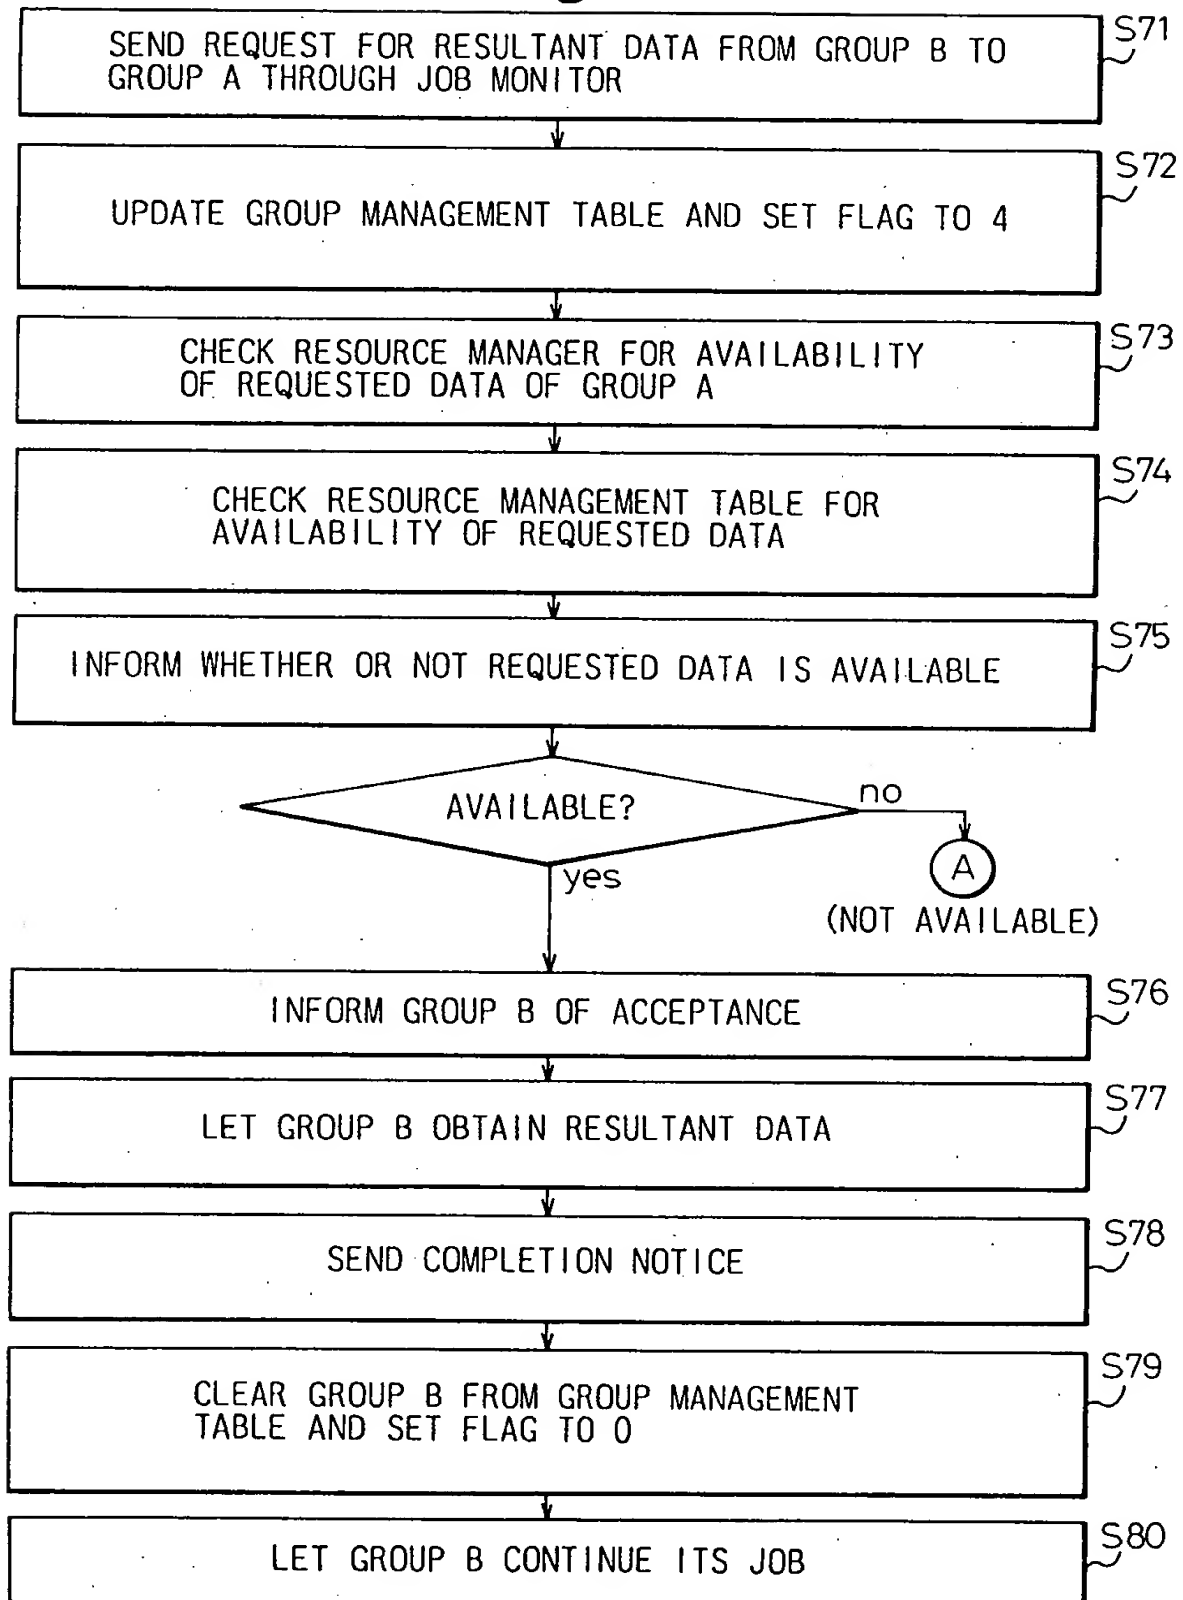 SEND REQUEST FOR RESULTANT DATA FROM GROUP B TO
GROUP A THROUGH JOB MONITOR
S71
UPDATE GROUP MANAGEMENT TABLE AND SET FLAG TO 4
S72
CHECK RESOURCE MANAGER FOR AVAILABILITY
OF REQUESTED DATA OF GROUP A
S73
CHECK RESOURCE MANAGEMENT TABLE FOR
AVAILABILITY OF REQUESTED DATA
S74
INFORM WHETHER OR NOT REQUESTED DATA IS AVAILABLE
S75
AVAILABLE?
no
A
(NOT AVAILABLE)
yes
INFORM GROUP B OF ACCEPTANCE
S76
LET GROUP B OBTAIN RESULTANT DATA
S77
SEND COMPLETION NOTICE
S78
CLEAR GROUP B FROM GROUP MANAGEMENT
TABLE AND SET FLAG TO 0
S79
LET GROUP B CONTINUE ITS JOB
S80